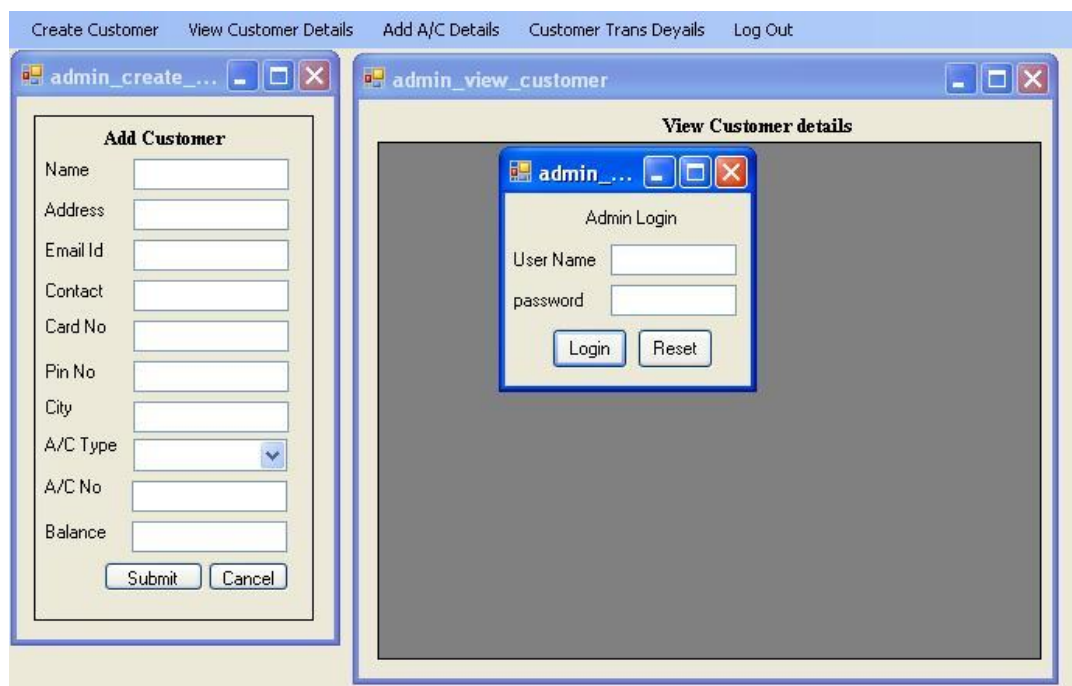 Create Customer View Customer Details Add A/C Details Customer Trans Deyails Log Out
admin_create_...
Add Customer
Name
Address
Email Id
Contact
Card No
Pin No
City
A/C Type
A/C No
Balance
Submit Cancel
admin_view_customer
View Customer details
admin_...
Admin Login
User Name
password
Login Reset